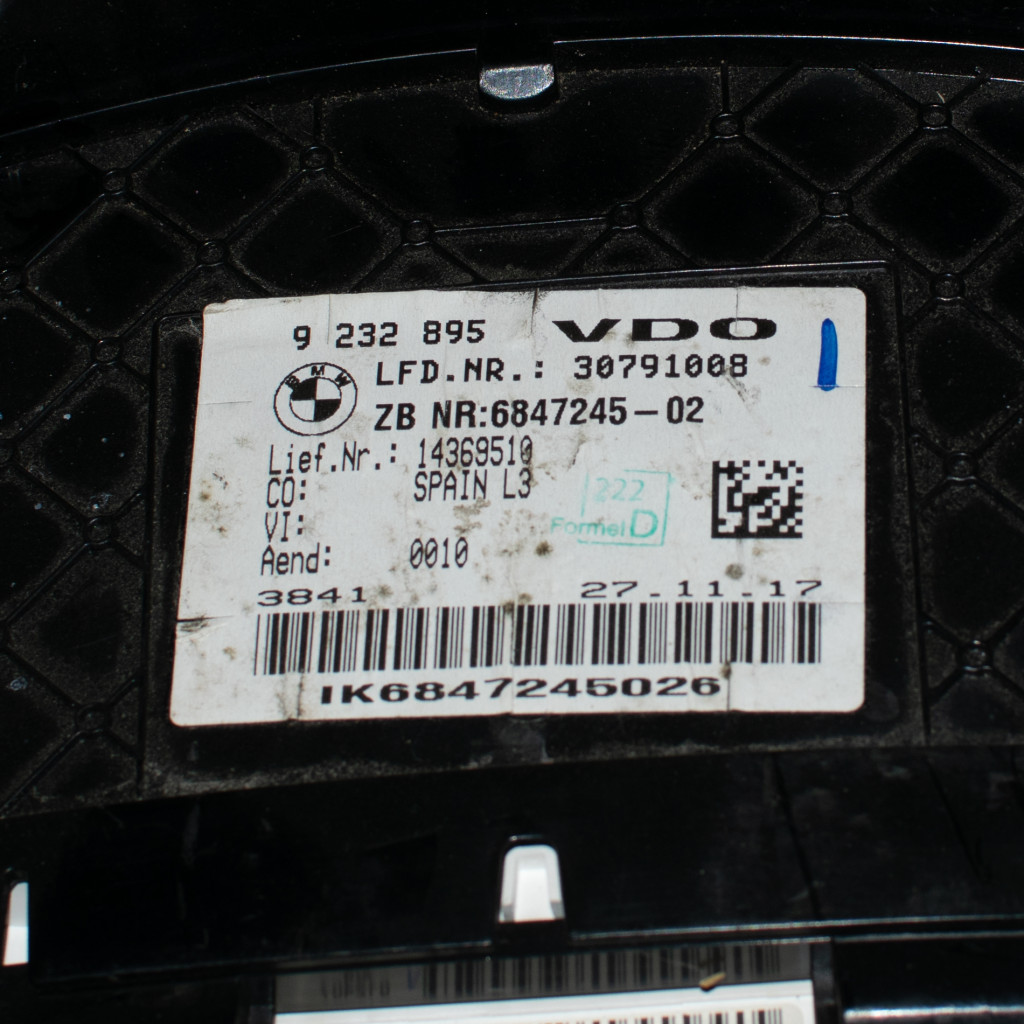 9 232 895 VDO
BMW
LFD.NR.: 30791008
ZB NR:6847245-02
Lief.Nr.: 14369510
CO: SPAIN L3
VI:
Aend: 0010
222
Formel D
3841 27.11.17
IK6847245026